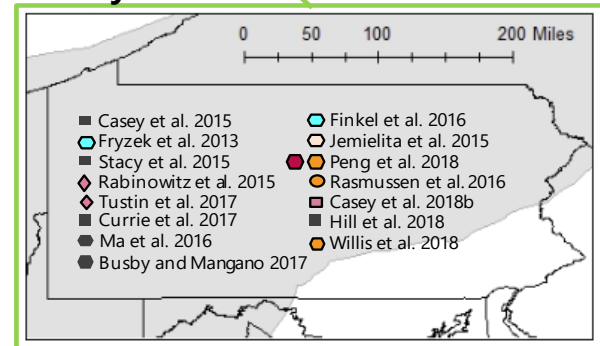 0 50 100 200 Miles
Casey et al. 2015
Fryzek et al. 2013
Stacy et al. 2015
Rabinowitz et al. 2015
Tustin et al. 2017
Currie et al. 2017
Ma et al. 2016
Busby and Mangano 2017
Finkel et al. 2016
Jemielita et al. 2015
Peng et al. 2018
Rasmussen et al. 2016
Casey et al. 2018b
Hill et al. 2018
Willis et al. 2018